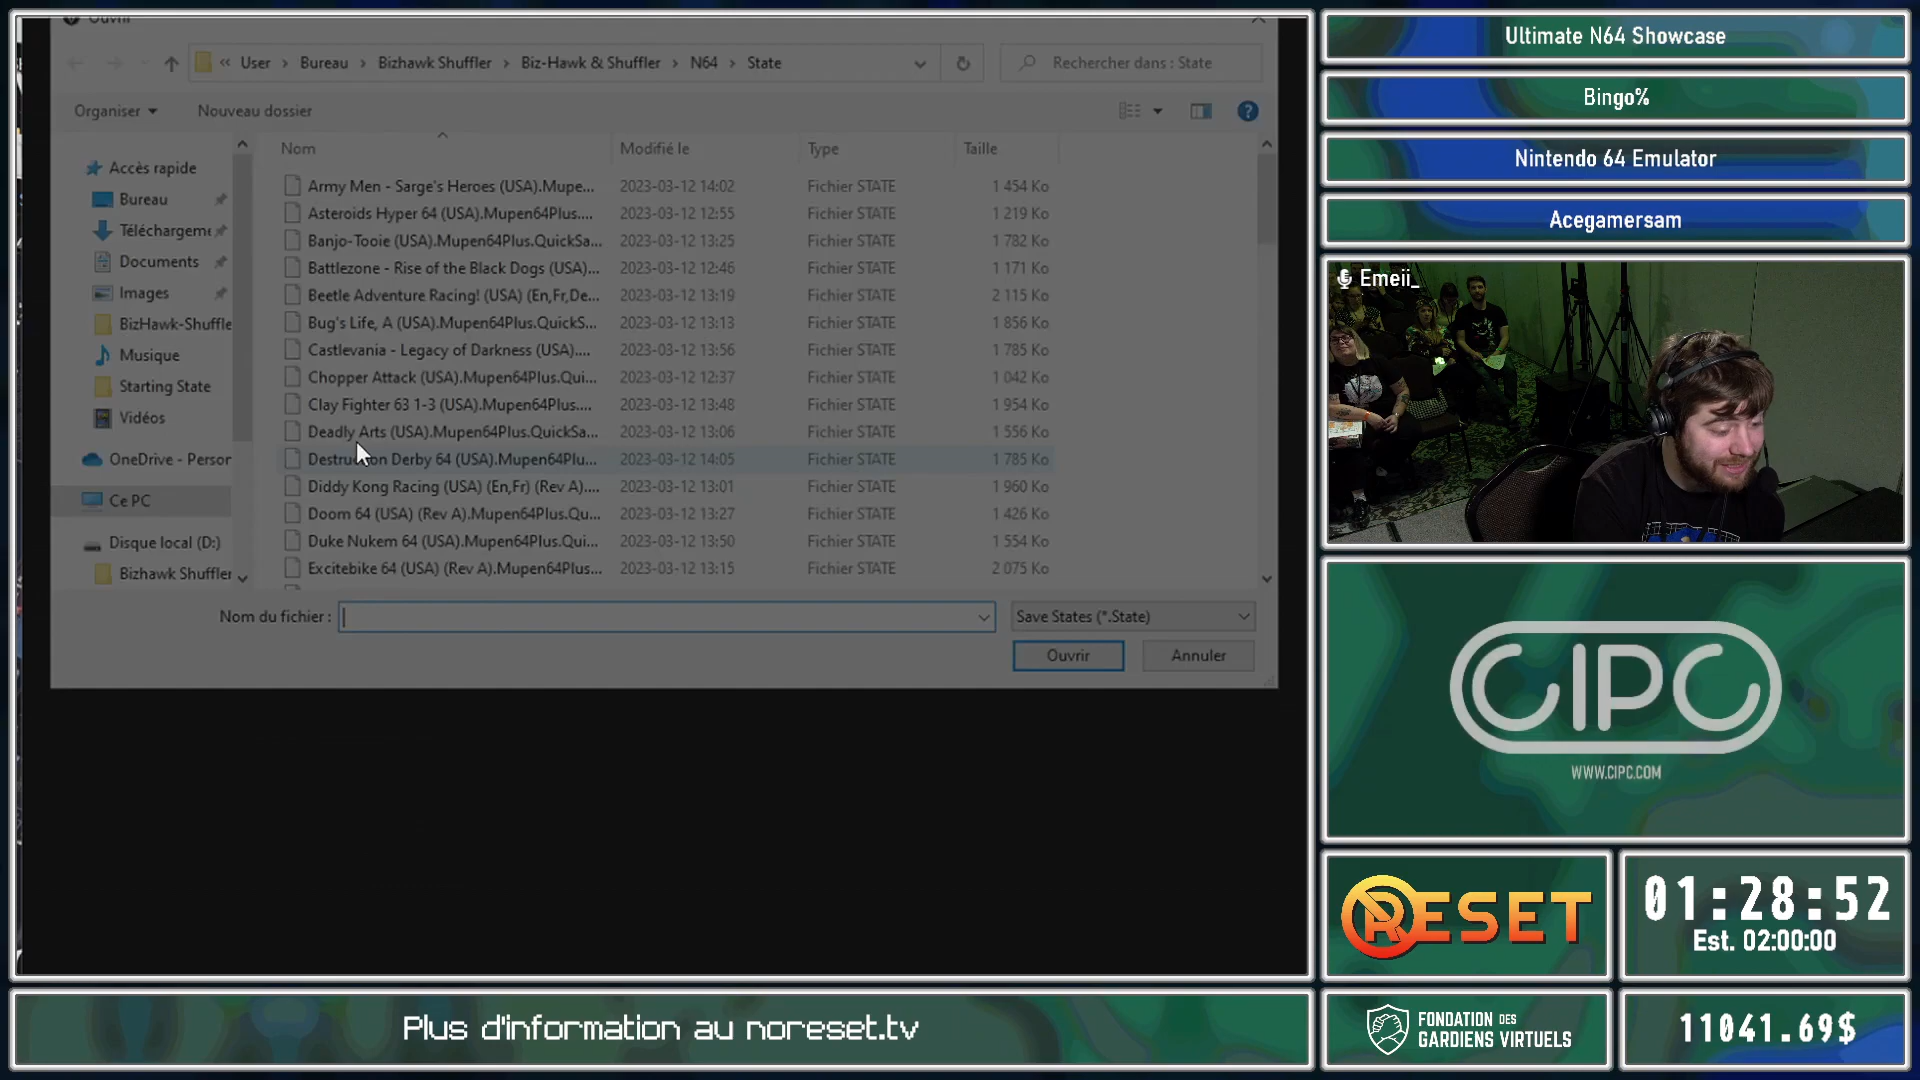 Ouvrir
« User > Bureau > Bizhawk Shuffler > Biz-Hawk & Shuffler > N64 > State
Rechercher dans : State
Organiser
Nouveau dossier
Nom
Modifié le
Type
Taille
Accès rapide
Bureau
Téléchargeme
Documents
Images
BizHawk-Shuffle
Musique
Starting State
Vidéos
OneDrive - Person
Ce PC
Disque local (D:)
Bizhawk Shuffler
Army Men - Sarge's Heroes (USA).Mupe... 2023-03-12 14:02 Fichier STATE 1 454 Ko
Asteroids Hyper 64 (USA).Mupen64Plus.... 2023-03-12 12:55 Fichier STATE 1 219 Ko
Banjo-Tooie (USA).Mupen64Plus.QuickSa... 2023-03-12 13:25 Fichier STATE 1 782 Ko
Battlezone - Rise of the Black Dogs (USA)... 2023-03-12 12:46 Fichier STATE 1 171 Ko
Beetle Adventure Racing! (USA) (En,Fr,De... 2023-03-12 13:19 Fichier STATE 2 115 Ko
Bug's Life, A (USA).Mupen64Plus.QuickS... 2023-03-12 13:13 Fichier STATE 1 856 Ko
Castlevania - Legacy of Darkness (USA).... 2023-03-12 13:56 Fichier STATE 1 785 Ko
Chopper Attack (USA).Mupen64Plus.Qui... 2023-03-12 12:37 Fichier STATE 1 042 Ko
Clay Fighter 63 1-3 (USA).Mupen64Plus.... 2023-03-12 13:48 Fichier STATE 1 954 Ko
Deadly Arts (USA).Mupen64Plus.QuickSa... 2023-03-12 13:06 Fichier STATE 1 556 Ko
Destruction Derby 64 (USA).Mupen64Plu... 2023-03-12 14:05 Fichier STATE 1 785 Ko
Diddy Kong Racing (USA) (En,Fr) (Rev A).... 2023-03-12 13:01 Fichier STATE 1 960 Ko
Doom 64 (USA) (Rev A).Mupen64Plus.Qu... 2023-03-12 13:27 Fichier STATE 1 426 Ko
Duke Nukem 64 (USA).Mupen64Plus.Qui... 2023-03-12 13:50 Fichier STATE 1 554 Ko
Excitebike 64 (USA) (Rev A).Mupen64Plus... 2023-03-12 13:15 Fichier STATE 2 075 Ko
Nom du fichier :
Save States (*.State)
Ouvrir
Annuler
Ultimate N64 Showcase
Bingo%
Nintendo 64 Emulator
Acegamersam
Emeii_
CIPC
WWW.CIPC.COM
RESET
01:28:52
Est. 02:00:00
Plus d'information au noreset.tv
FONDATION DES
GARDIENS VIRTUELS
11041.69$